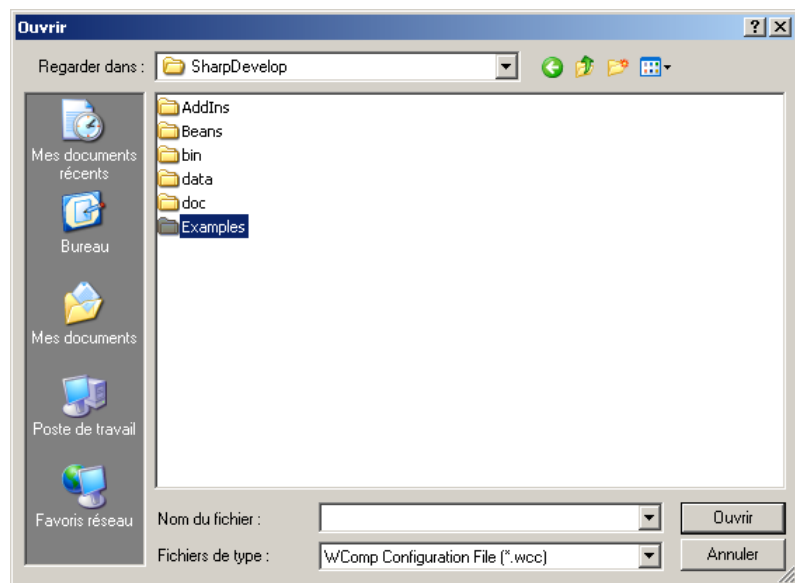 Ouvrir
Regarder dans :
SharpDevelop
Mes documents
récents
Bureau
Mes documents
Poste de travail
Favoris réseau
AddIns
Beans
bin
data
doc
Examples
Nom du fichier :
Ouvrir
Fichiers de type :
WComp Configuration File (*.wcc)
Annuler